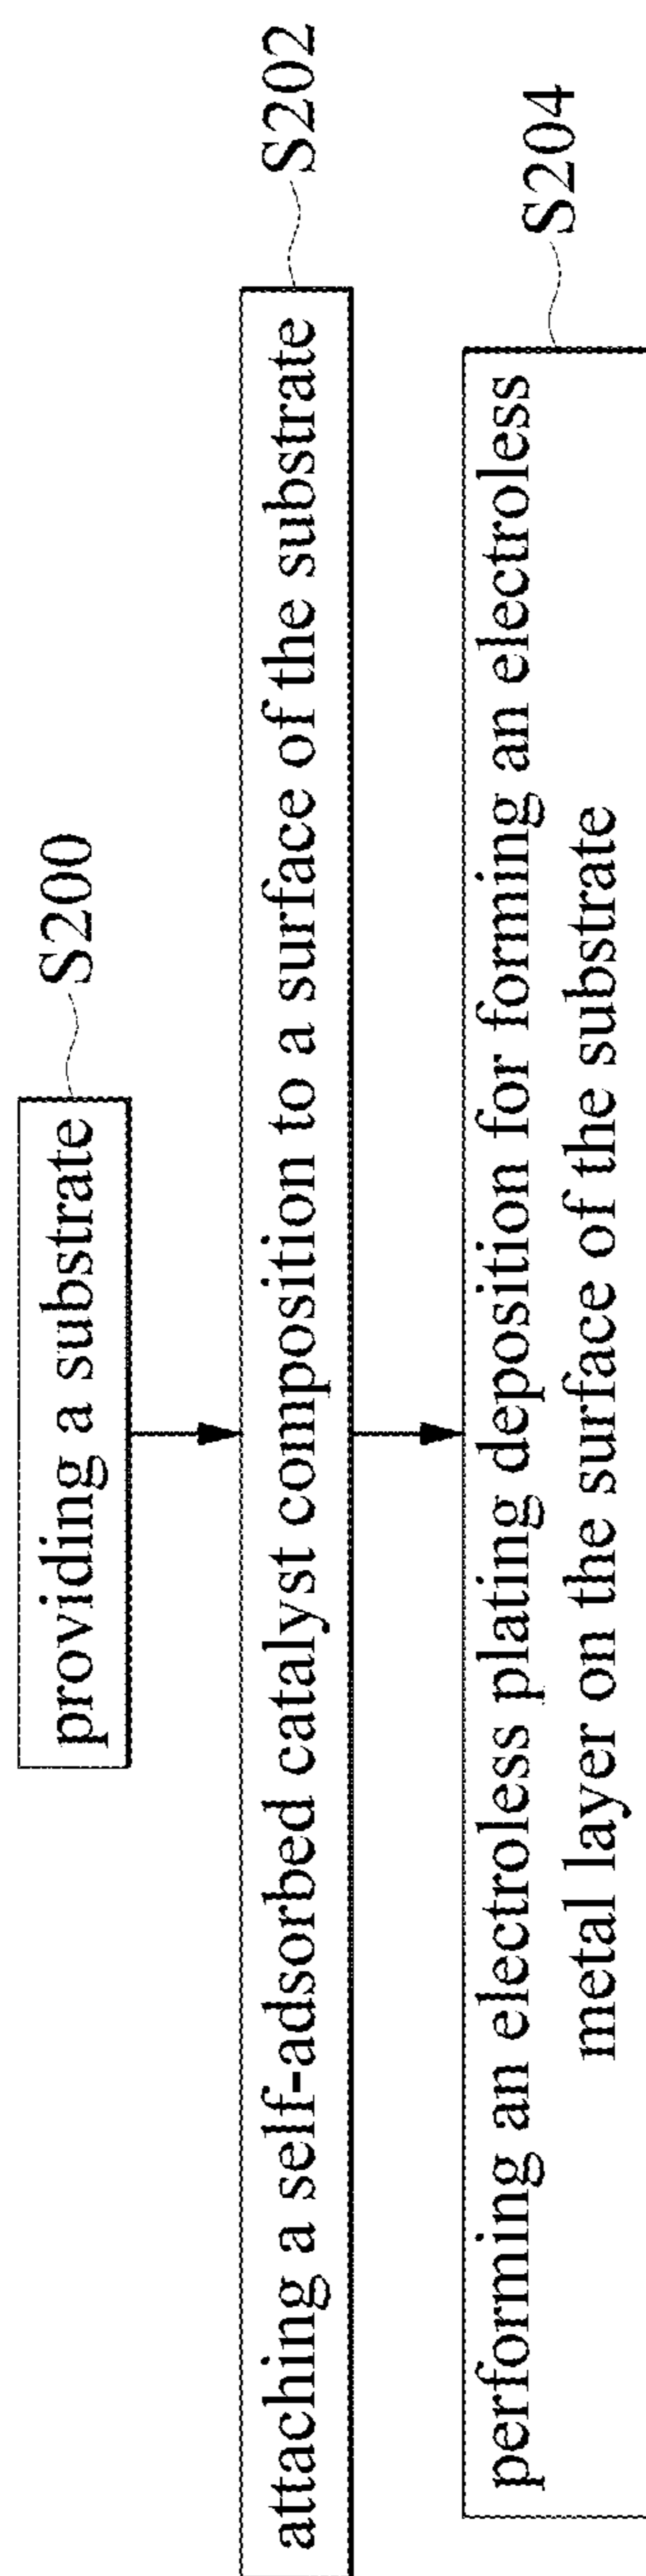 providing a substrate
S200
attaching a self-adsorbed catalyst composition to a surface of the substrate
S202
performing an electroless plating deposition for forming an electroless
metal layer on the surface of the substrate
S204